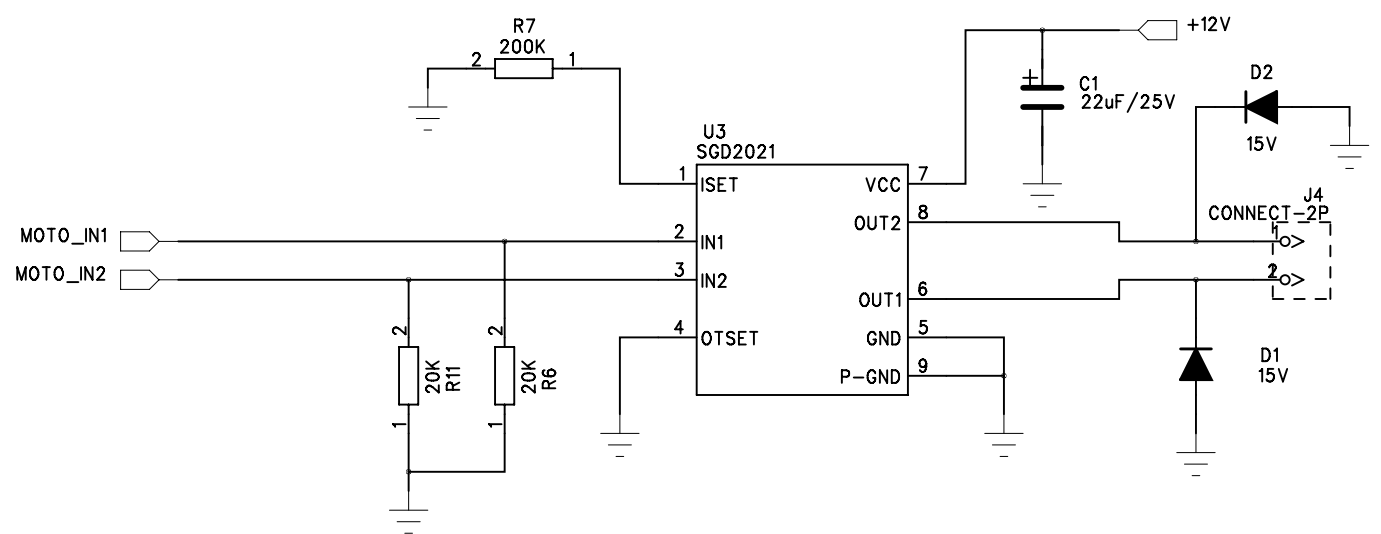 R7
200K
2
1
+12V
C1
22uF/25V
D2
15V
U3
SGD2021
1
ISET
VCC
7
OUT2
8
J4
CONNECT-2P
1
MOTO_IN1
2
IN1
MOTO_IN2
3
IN2
2
OUT1
6
4
OTSET
GND
5
P-GND
9
2
20K
R11
1
2
20K
R6
1
D1
15V
+